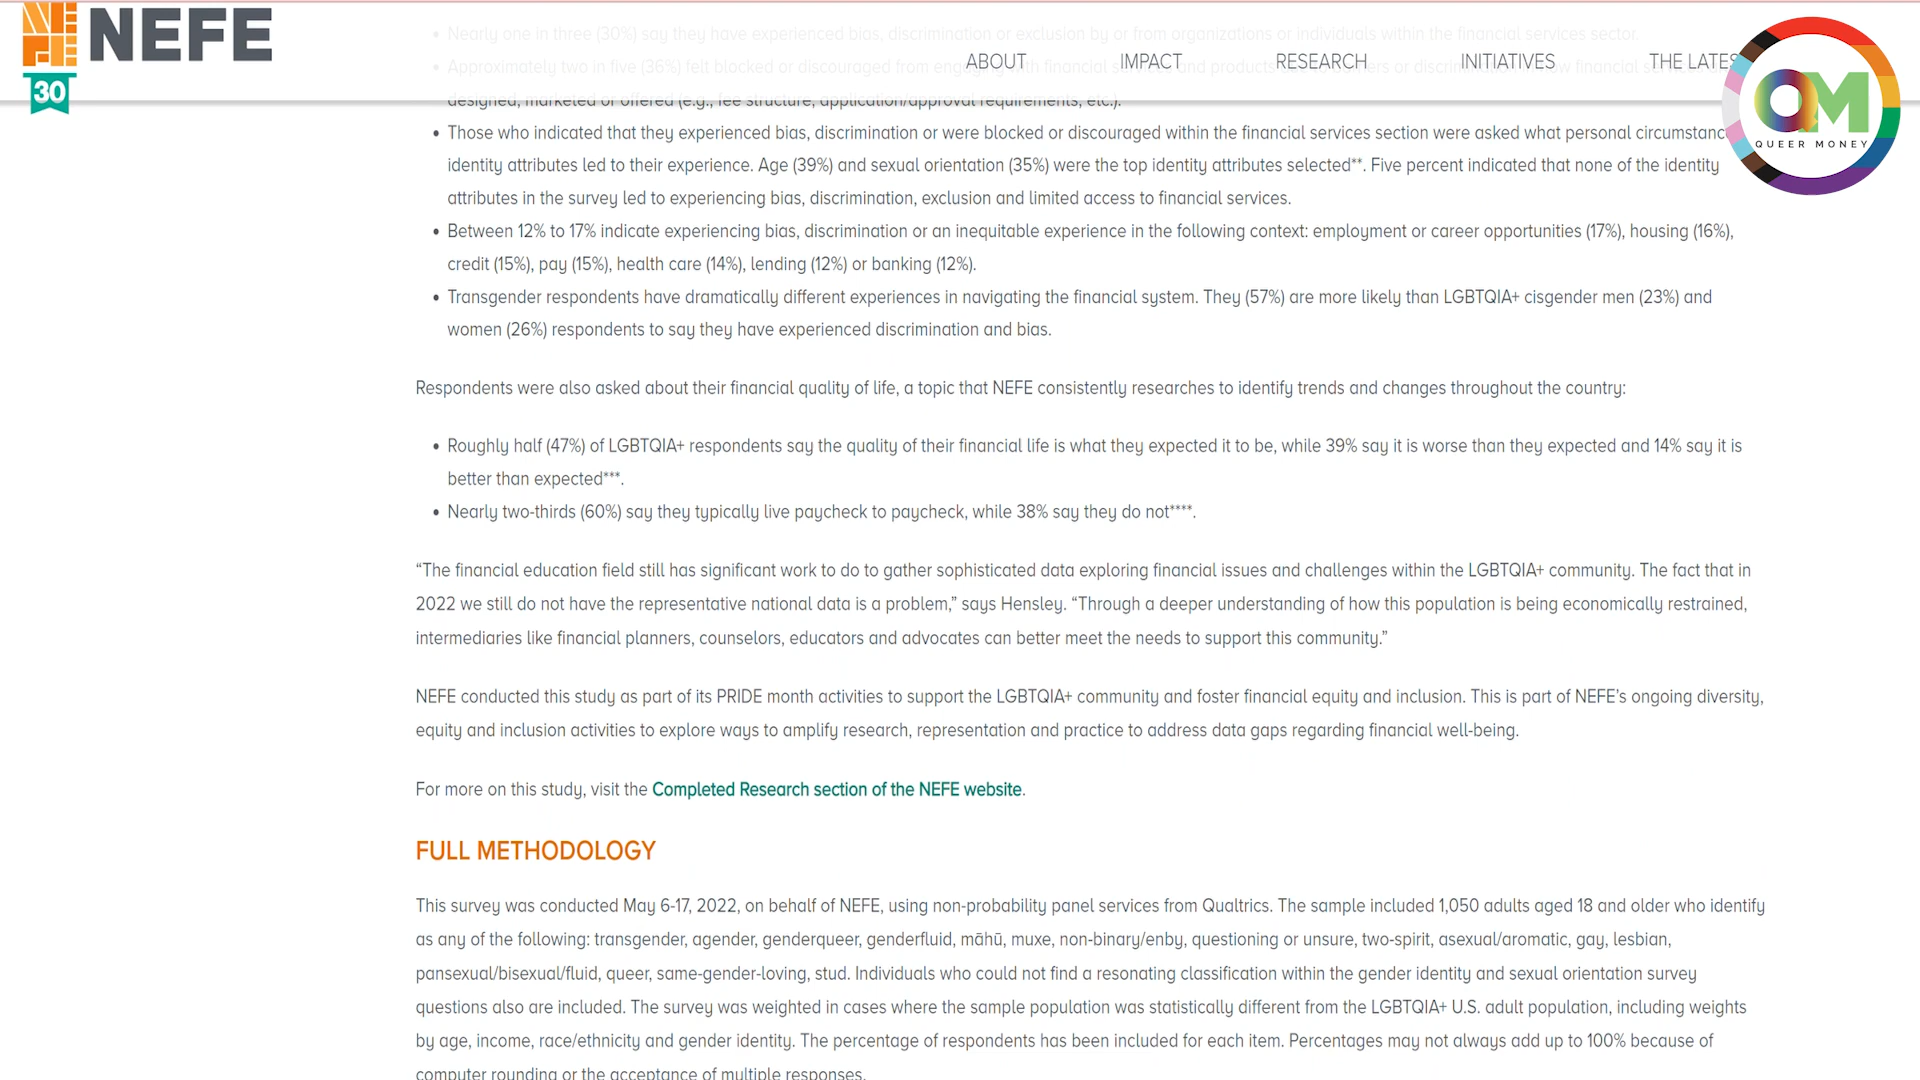 NEFE
30
ABOUT
IMPACT
RESEARCH
INITIATIVES
THE LATES
QM
QUEER MONEY
• Nearly one in three (30%) say they have experienced bias, discrimination or exclusion by or from organizations or individuals within the financial services sector.
• Approximately two in five (36%) felt blocked or discouraged from engaging with financial services and products
designed, marketed or offered (e.g., fee structure, application/approval requirements, etc.).
• Those who indicated that they experienced bias, discrimination or were blocked or discouraged within the financial services section were asked what personal circumstanc
identity attributes led to their experience. Age (39%) and sexual orientation (35%) were the top identity attributes selected**. Five percent indicated that none of the identity
attributes in the survey led to experiencing bias, discrimination, exclusion and limited access to financial services.
• Between 12% to 17% indicate experiencing bias, discrimination or an inequitable experience in the following context: employment or career opportunities (17%), housing (16%),
credit (15%), pay (15%), health care (14%), lending (12%) or banking (12%).
• Transgender respondents have dramatically different experiences in navigating the financial system. They (57%) are more likely than LGBTQIA+ cisgender men (23%) and
women (26%) respondents to say they have experienced discrimination and bias.
Respondents were also asked about their financial quality of life, a topic that NEFE consistently researches to identify trends and changes throughout the country:
• Roughly half (47%) of LGBTQIA+ respondents say the quality of their financial life is what they expected it to be, while 39% say it is worse than they expected and 14% say it is
better than expected***.
• Nearly two-thirds (60%) say they typically live paycheck to paycheck, while 38% say they do not****.
“The financial education field still has significant work to do to gather sophisticated data exploring financial issues and challenges within the LGBTQIA+ community. The fact that in
2022 we still do not have the representative national data is a problem,” says Hensley. “Through a deeper understanding of how this population is being economically restrained,
intermediaries like financial planners, counselors, educators and advocates can better meet the needs to support this community.”
NEFE conducted this study as part of its PRIDE month activities to support the LGBTQIA+ community and foster financial equity and inclusion. This is part of NEFE’s ongoing diversity,
equity and inclusion activities to explore ways to amplify research, representation and practice to address data gaps regarding financial well-being.
For more on this study, visit the Completed Research section of the NEFE website.
FULL METHODOLOGY
This survey was conducted May 6-17, 2022, on behalf of NEFE, using non-probability panel services from Qualtrics. The sample included 1,050 adults aged 18 and older who identify
as any of the following: transgender, agender, genderqueer, genderfluid, māhū, muxe, non-binary/enby, questioning or unsure, two-spirit, asexual/aromatic, gay, lesbian,
pansexual/bisexual/fluid, queer, same-gender-loving, stud. Individuals who could not find a resonating classification within the gender identity and sexual orientation survey
questions also are included. The survey was weighted in cases where the sample population was statistically different from the LGBTQIA+ U.S. adult population, including weights
by age, income, race/ethnicity and gender identity. The percentage of respondents has been included for each item. Percentages may not always add up to 100% because of
computer rounding or the acceptance of multiple responses.